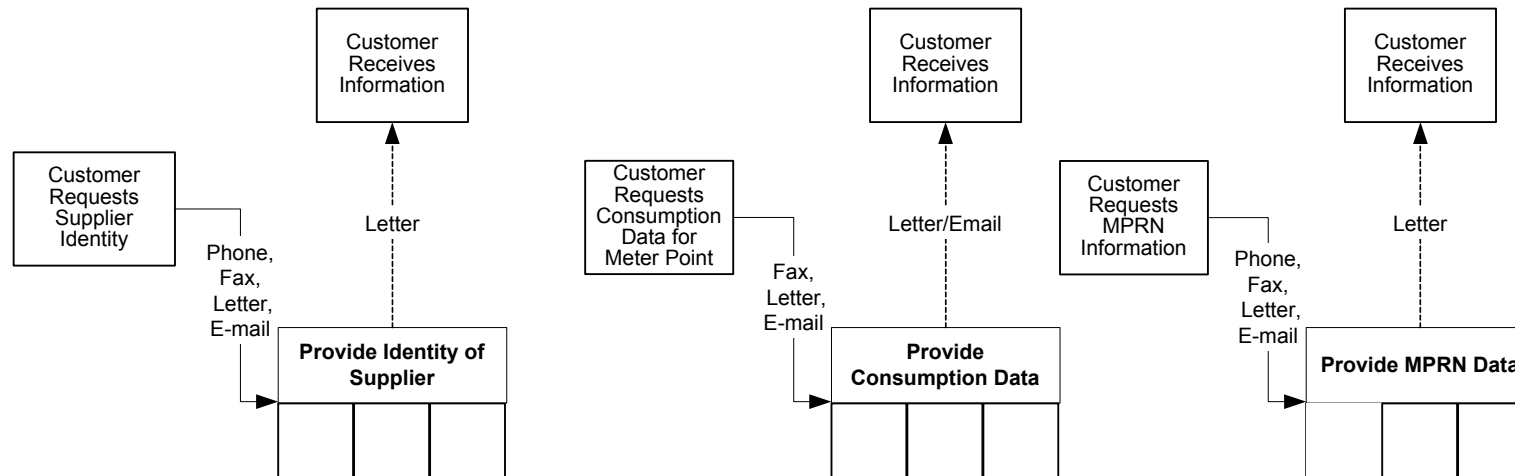 Customer
Receives
Information
Customer
Requests
Supplier
Identity
Letter
Phone,
Fax,
Letter,
E-mail
Provide Identity of
Supplier
Customer
Receives
Information
Customer
Requests
Consumption
Data for
Meter Point
Letter/Email
Fax,
Letter,
E-mail
Provide
Consumption Data
Customer
Receives
Information
Customer
Requests
MPRN
Information
Letter
Phone,
Fax,
Letter,
E-mail
Provide MPRN Data